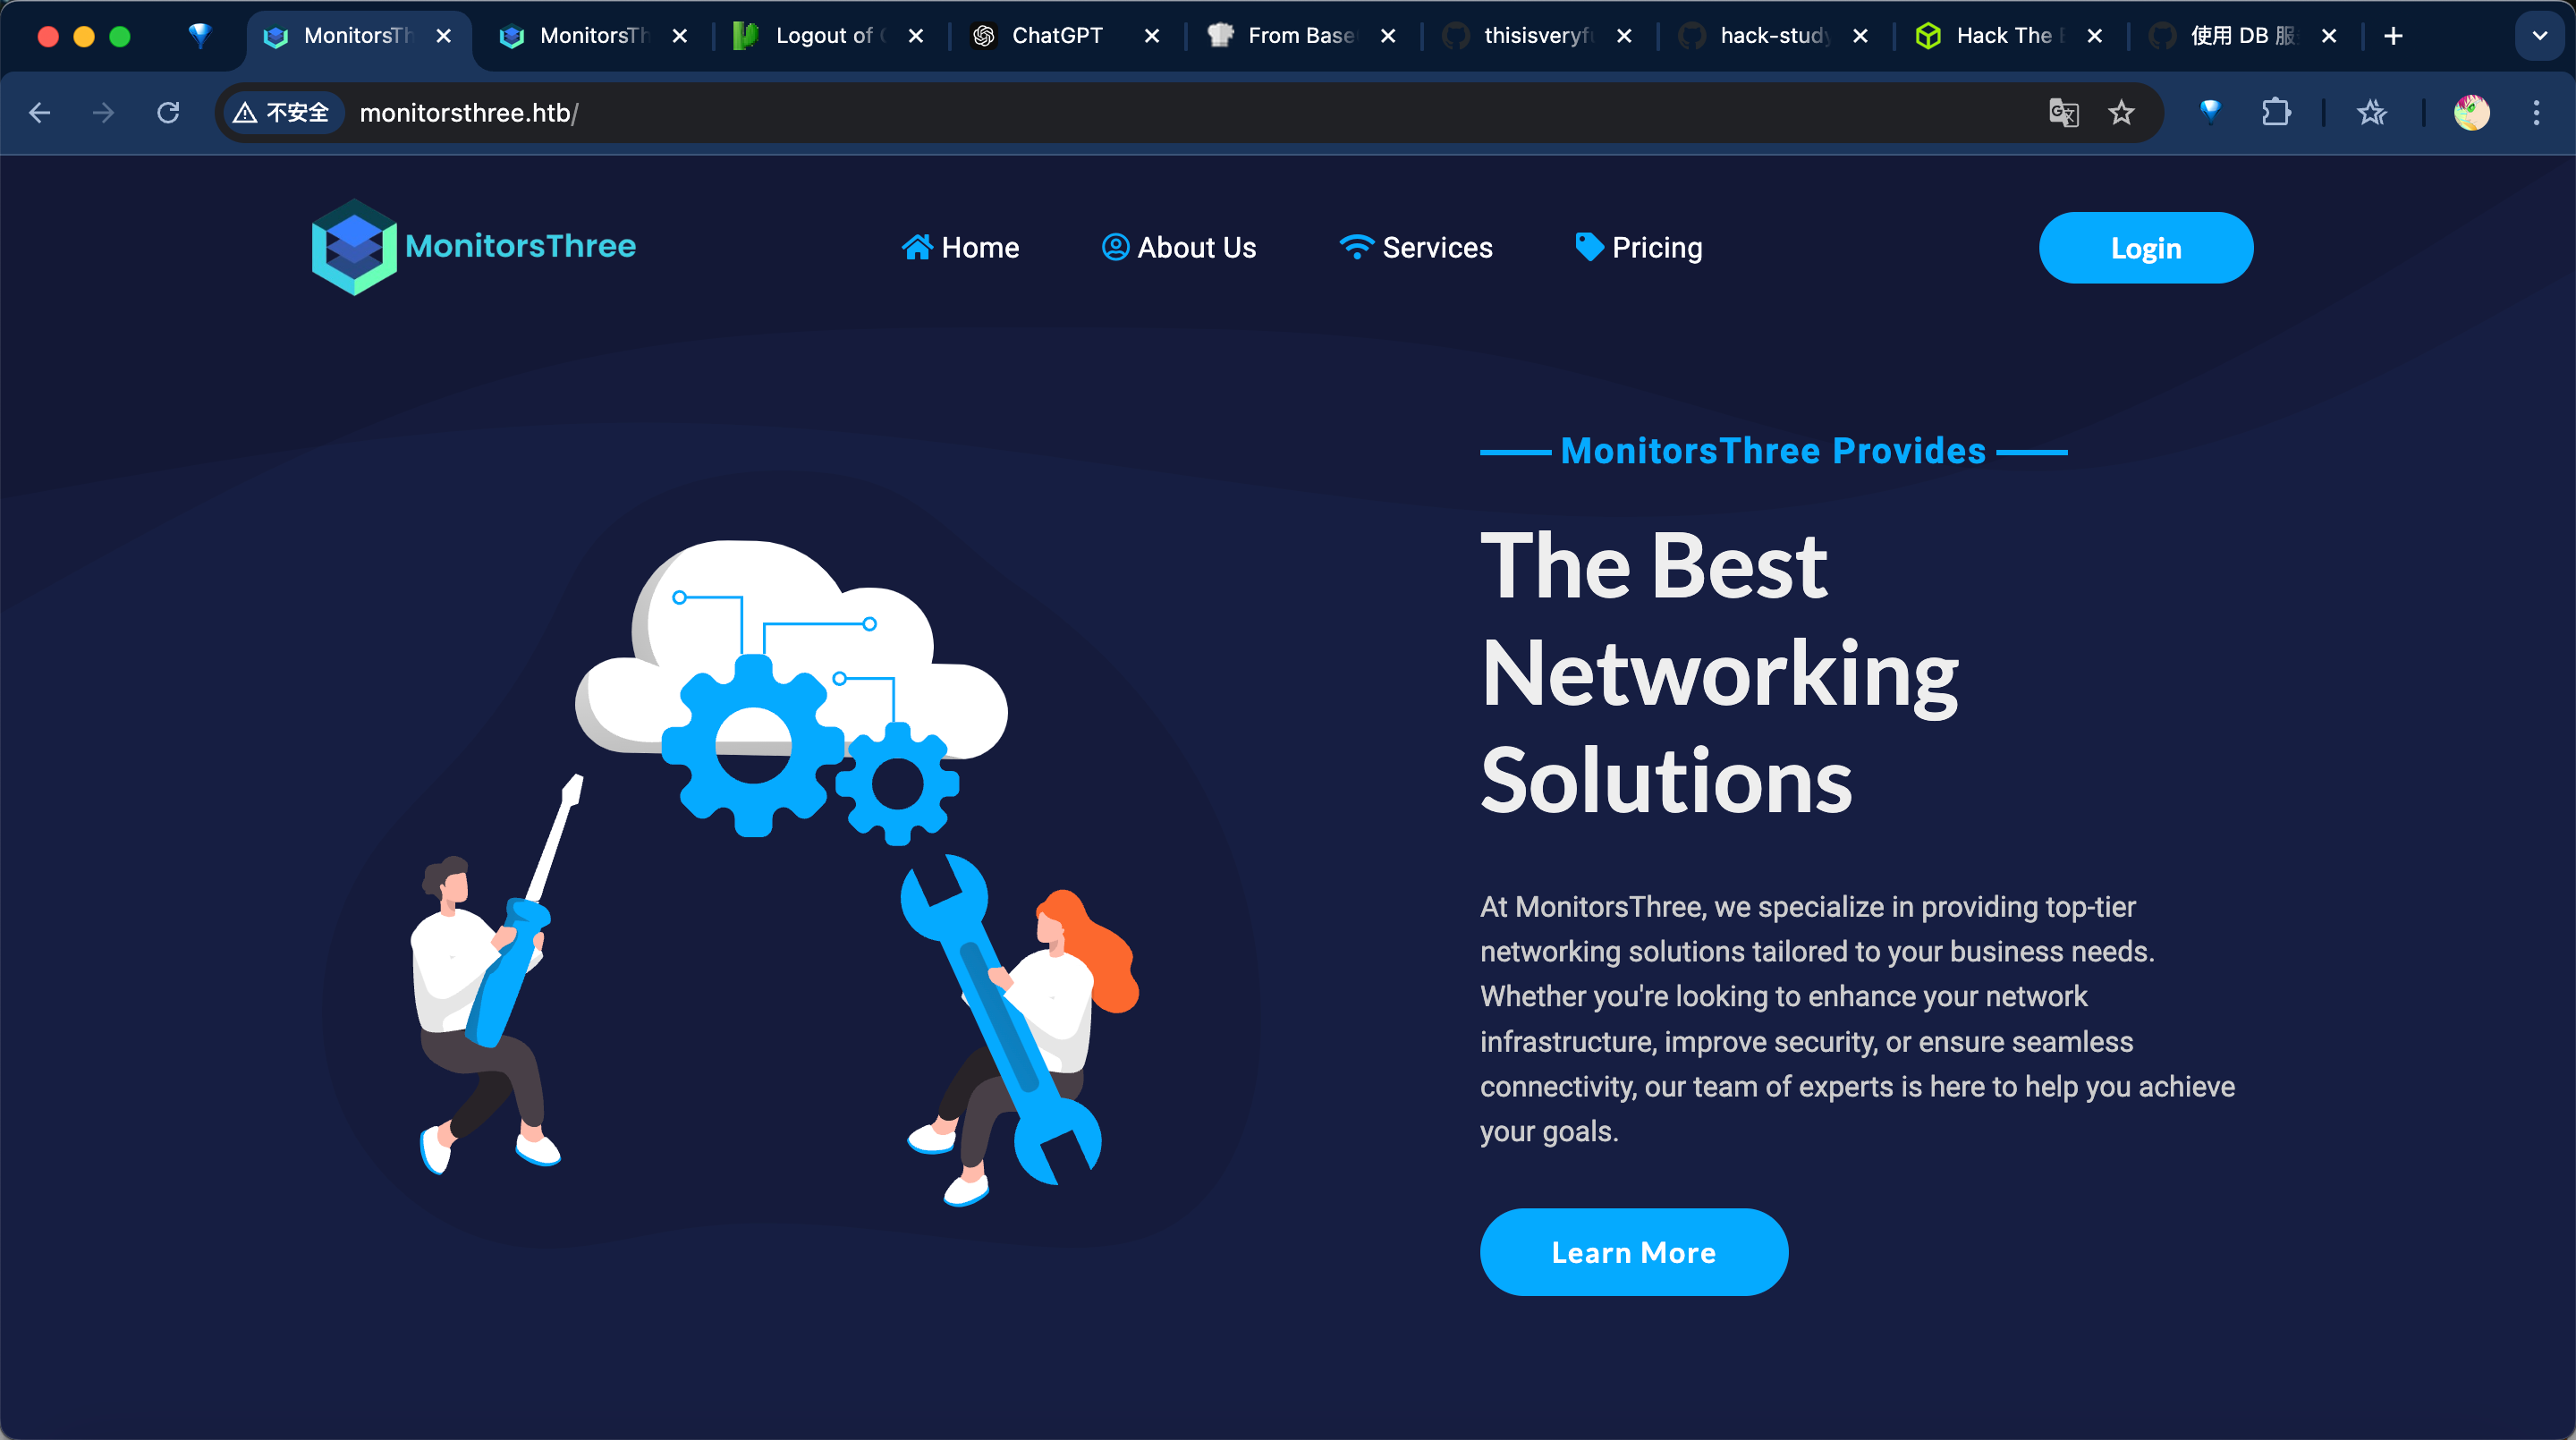 MonitorsTh
MonitorsTh
Logout of
ChatGPT
From Base
thisisveryfu
hack-study
Hack The
使用 DB 服
不安全
monitorsthree.htb/
MonitorsThree
Home
About Us
Services
Pricing
Login
MonitorsThree Provides
The Best
Networking
Solutions
At MonitorsThree, we specialize in providing top-tier
networking solutions tailored to your business needs.
Whether you're looking to enhance your network
infrastructure, improve security, or ensure seamless
connectivity, our team of experts is here to help you achieve
your goals.
Learn More